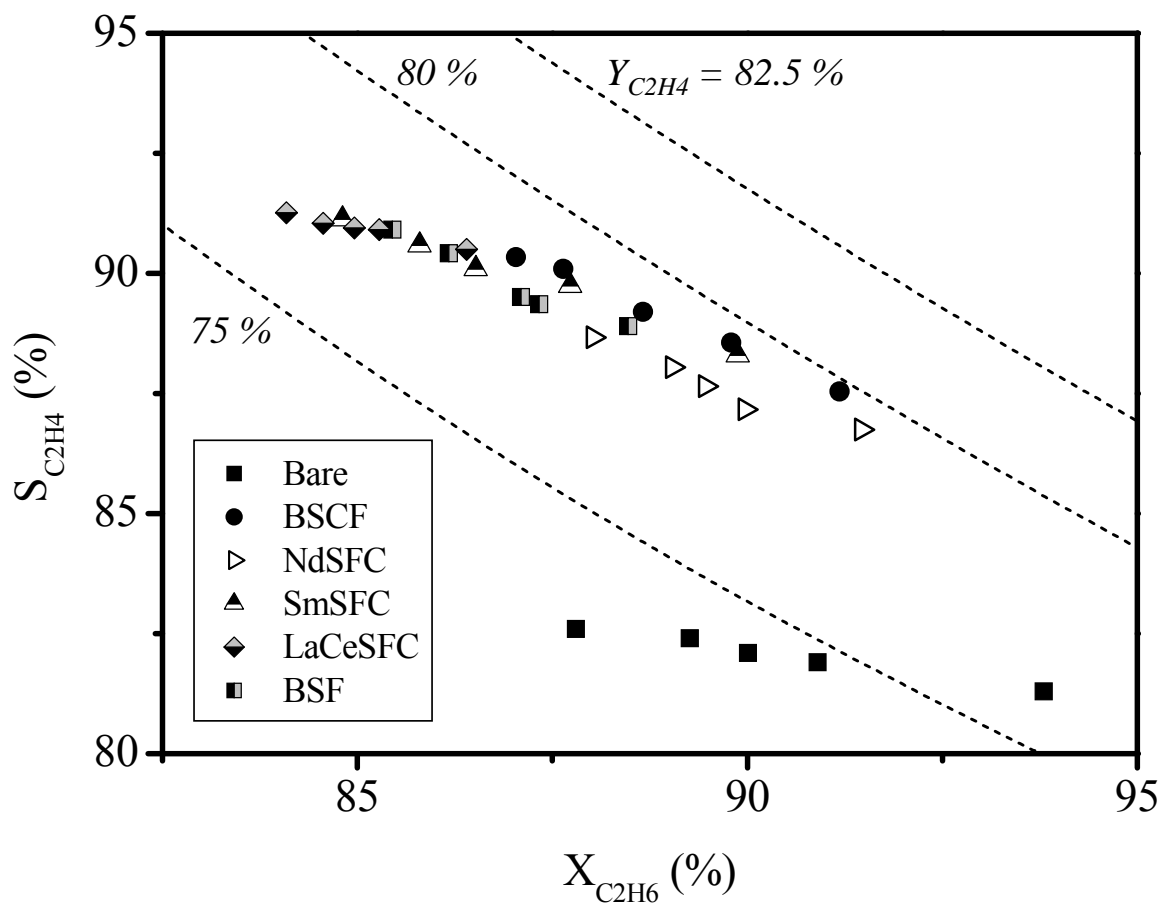 95
80 %
Y_C2H4 = 82.5 %
90
75 %
85
80
S_C2H4 (%)
Bare
BSCF
NdSFC
SmSFC
LaCeSFC
BSF
85
90
95
X_C2H6 (%)